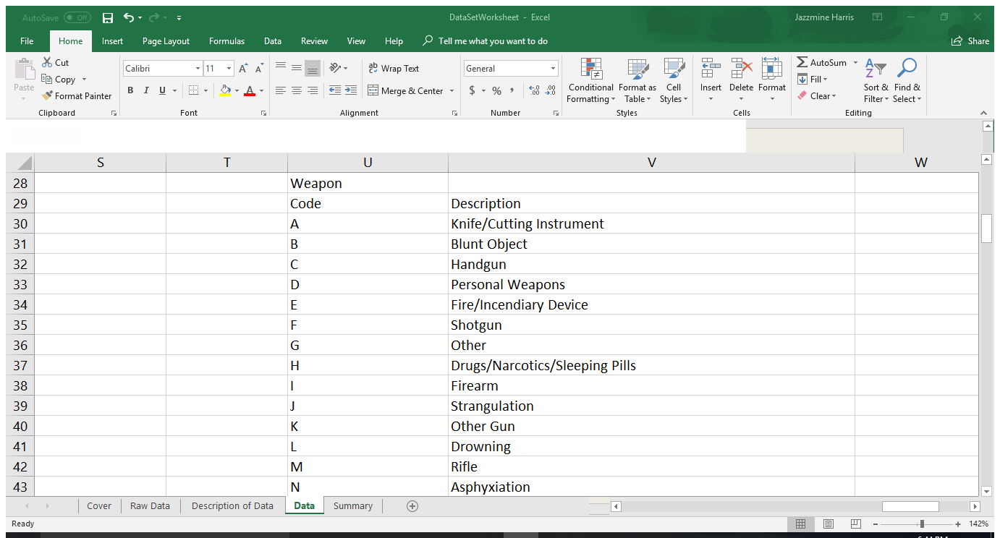 AutoSave Off DataSetWorksheet - Excel Jazzmine Harris
File Home Insert Page Layout Formulas Data Review View Help Tell me what you want to do Share
Paste Cut Copy Format Painter
Calibri 11 A A
B I U A
ab Wrap Text
Merge & Center
General
$ % , .00 .00
Conditional Formatting Format as Table Cell Styles
Insert Delete Format
AutoSum Fill Clear
Sort & Filter Find & Select
Clipboard Font Alignment Number Styles Cells Editing
S T U V W
28 Weapon
29 Code Description
30 A Knife/Cutting Instrument
31 B Blunt Object
32 C Handgun
33 D Personal Weapons
34 E Fire/Incendiary Device
35 F Shotgun
36 G Other
37 H Drugs/Narcotics/Sleeping Pills
38 I Firearm
39 J Strangulation
40 K Other Gun
41 L Drowning
42 M Rifle
43 N Asphyxiation
Cover Raw Data Description of Data Data Summary
Ready 142%